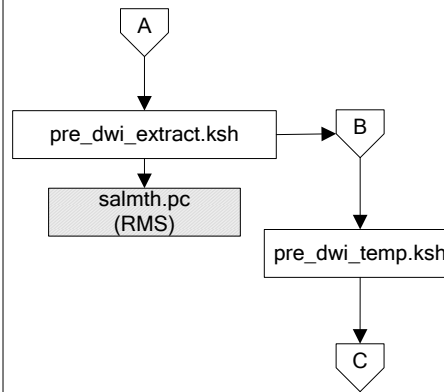 A
pre_dwi_extract.ksh
B
salmth.pc
(RMS)
pre_dwi_temp.ksh
C